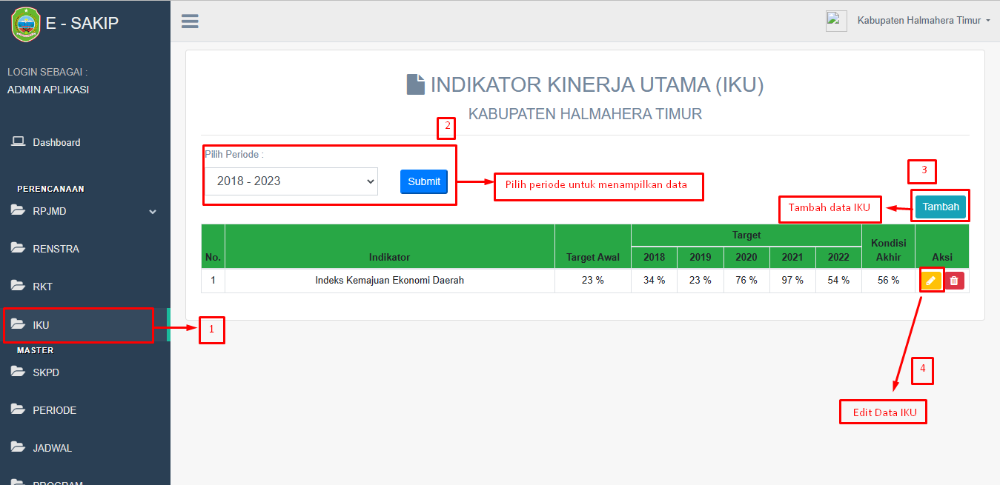 E - SAKIP
Kabupaten Halmahera Timur
LOGIN SEBAGAI :
ADMIN APLIKASI
Dashboard
PERENCANAAN
RPJMD
RENSTRA
RKT
IKU
MASTER
SKPD
PERIODE
JADWAL
PROGRAM
INDIKATOR KINERJA UTAMA (IKU)
KABUPATEN HALMAHERA TIMUR
2
Pilih Periode :
2018 - 2023
Submit
Pilih periode untuk menampilkan data
3
Tambah data IKU
Tambah
No.
Indikator
Target Awal
Target
2018
2019
2020
2021
2022
Kondisi
Akhir
Aksi
1
Indeks Kemajuan Ekonomi Daerah
23 %
34 %
23 %
76 %
97 %
54 %
56 %
1
4
Edit Data IKU